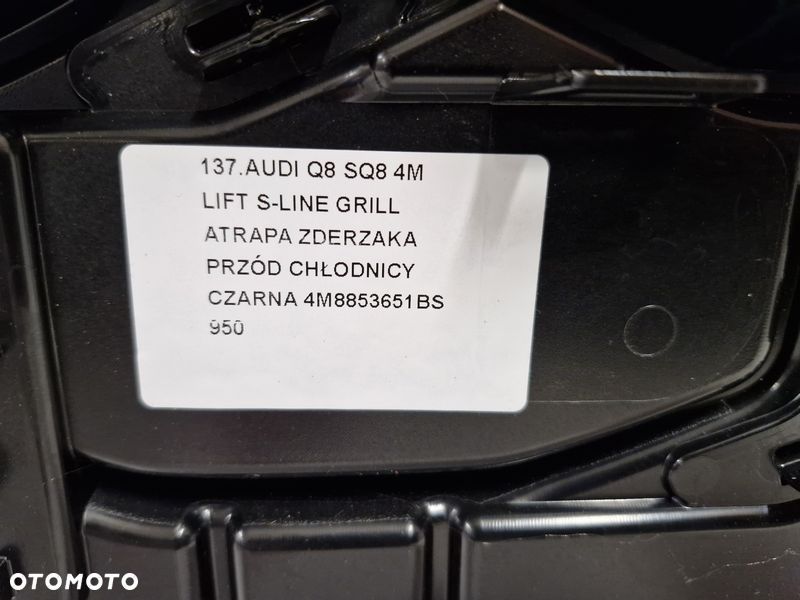 137.AUDI Q8 SQ8 4M
LIFT S-LINE GRILL
ATRAPA ZDERZAKA
PRZÓD CHŁODNICY
CZARNA 4M8853651BS
950
OTOMOTO